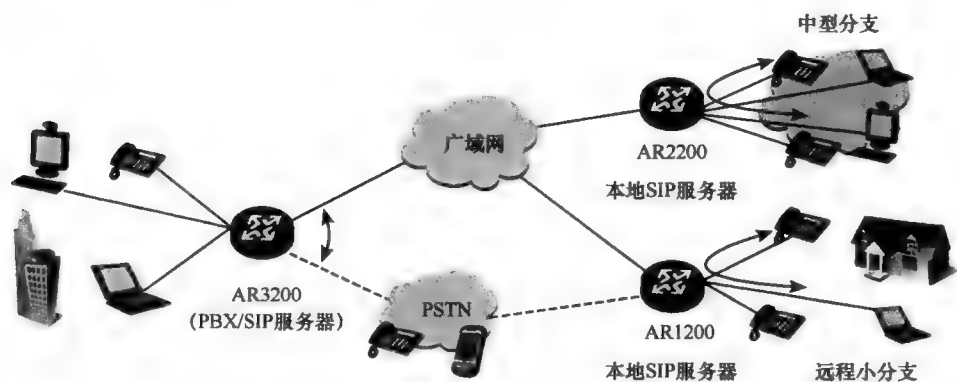 中型分支
广域网
AR2200
本地SIP服务器
AR3200
（PBX/SIP服务器）
PSTN
AR1200
本地SIP服务器
远程小分支